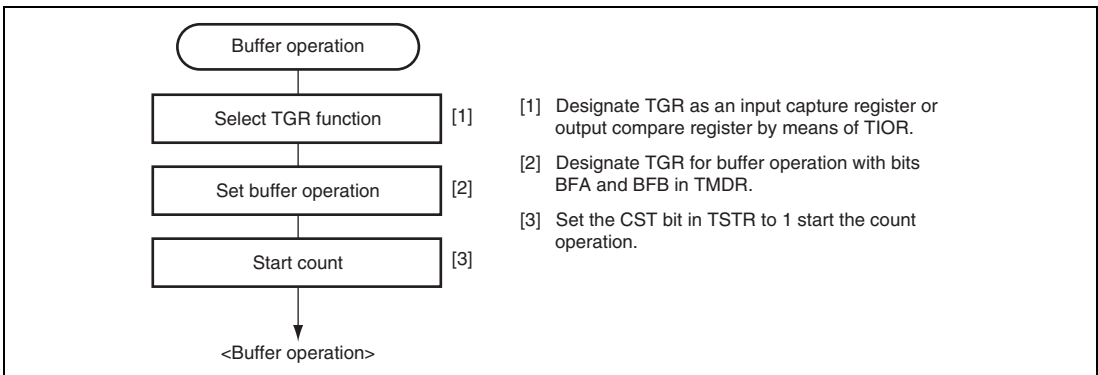 Buffer operation
Select TGR function
[1]
Set buffer operation
[2]
Start count
[3]
<Buffer operation>
[1] Designate TGR as an input capture register or
output compare register by means of TIOR.
[2] Designate TGR for buffer operation with bits
BFA and BFB in TMDR.
[3] Set the CST bit in TSTR to 1 start the count
operation.